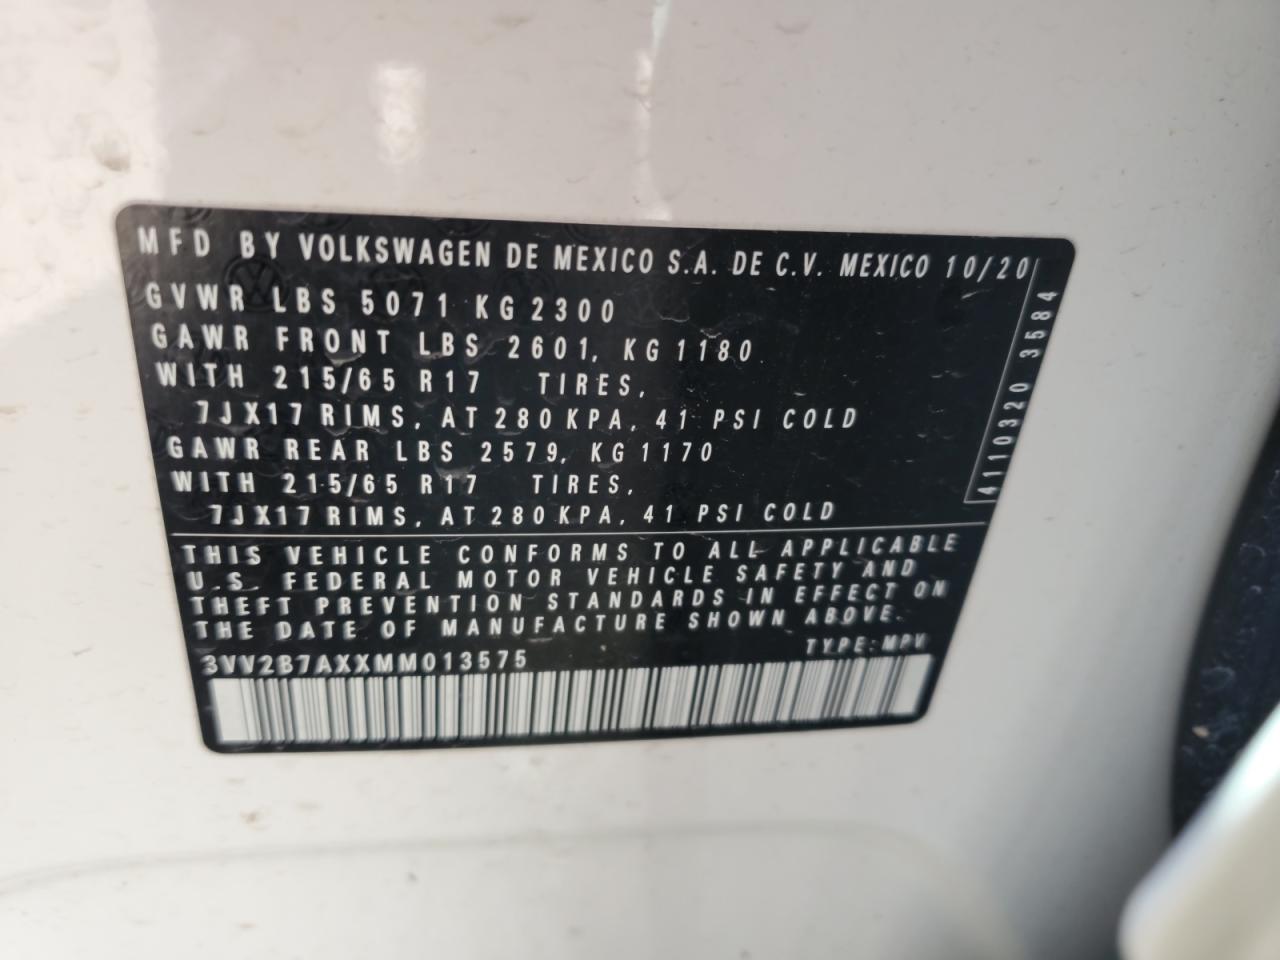 MFD BY VOLKSWAGEN DE MEXICO S.A. DE C.V. MEXICO 10/20
GVWR LBS 5071 KG 2300
GAWR FRONT LBS 2601, KG 1180
WITH 215/65 R17 TIRES,
7JX17 RIMS, AT 280 KPA, 41 PSI COLD
GAWR REAR LBS 2579, KG 1170
WITH 215/65 R17 TIRES,
7JX17 RIMS, AT 280 KPA, 41 PSI COLD
4110320 3584
THIS VEHICLE CONFORMS TO ALL APPLICABLE
U.S. FEDERAL MOTOR VEHICLE SAFETY AND
THEFT PREVENTION STANDARDS IN EFFECT ON
THE DATE OF MANUFACTURE SHOWN ABOVE.
3VV2B7AXXMM013575 TYPE: MPV